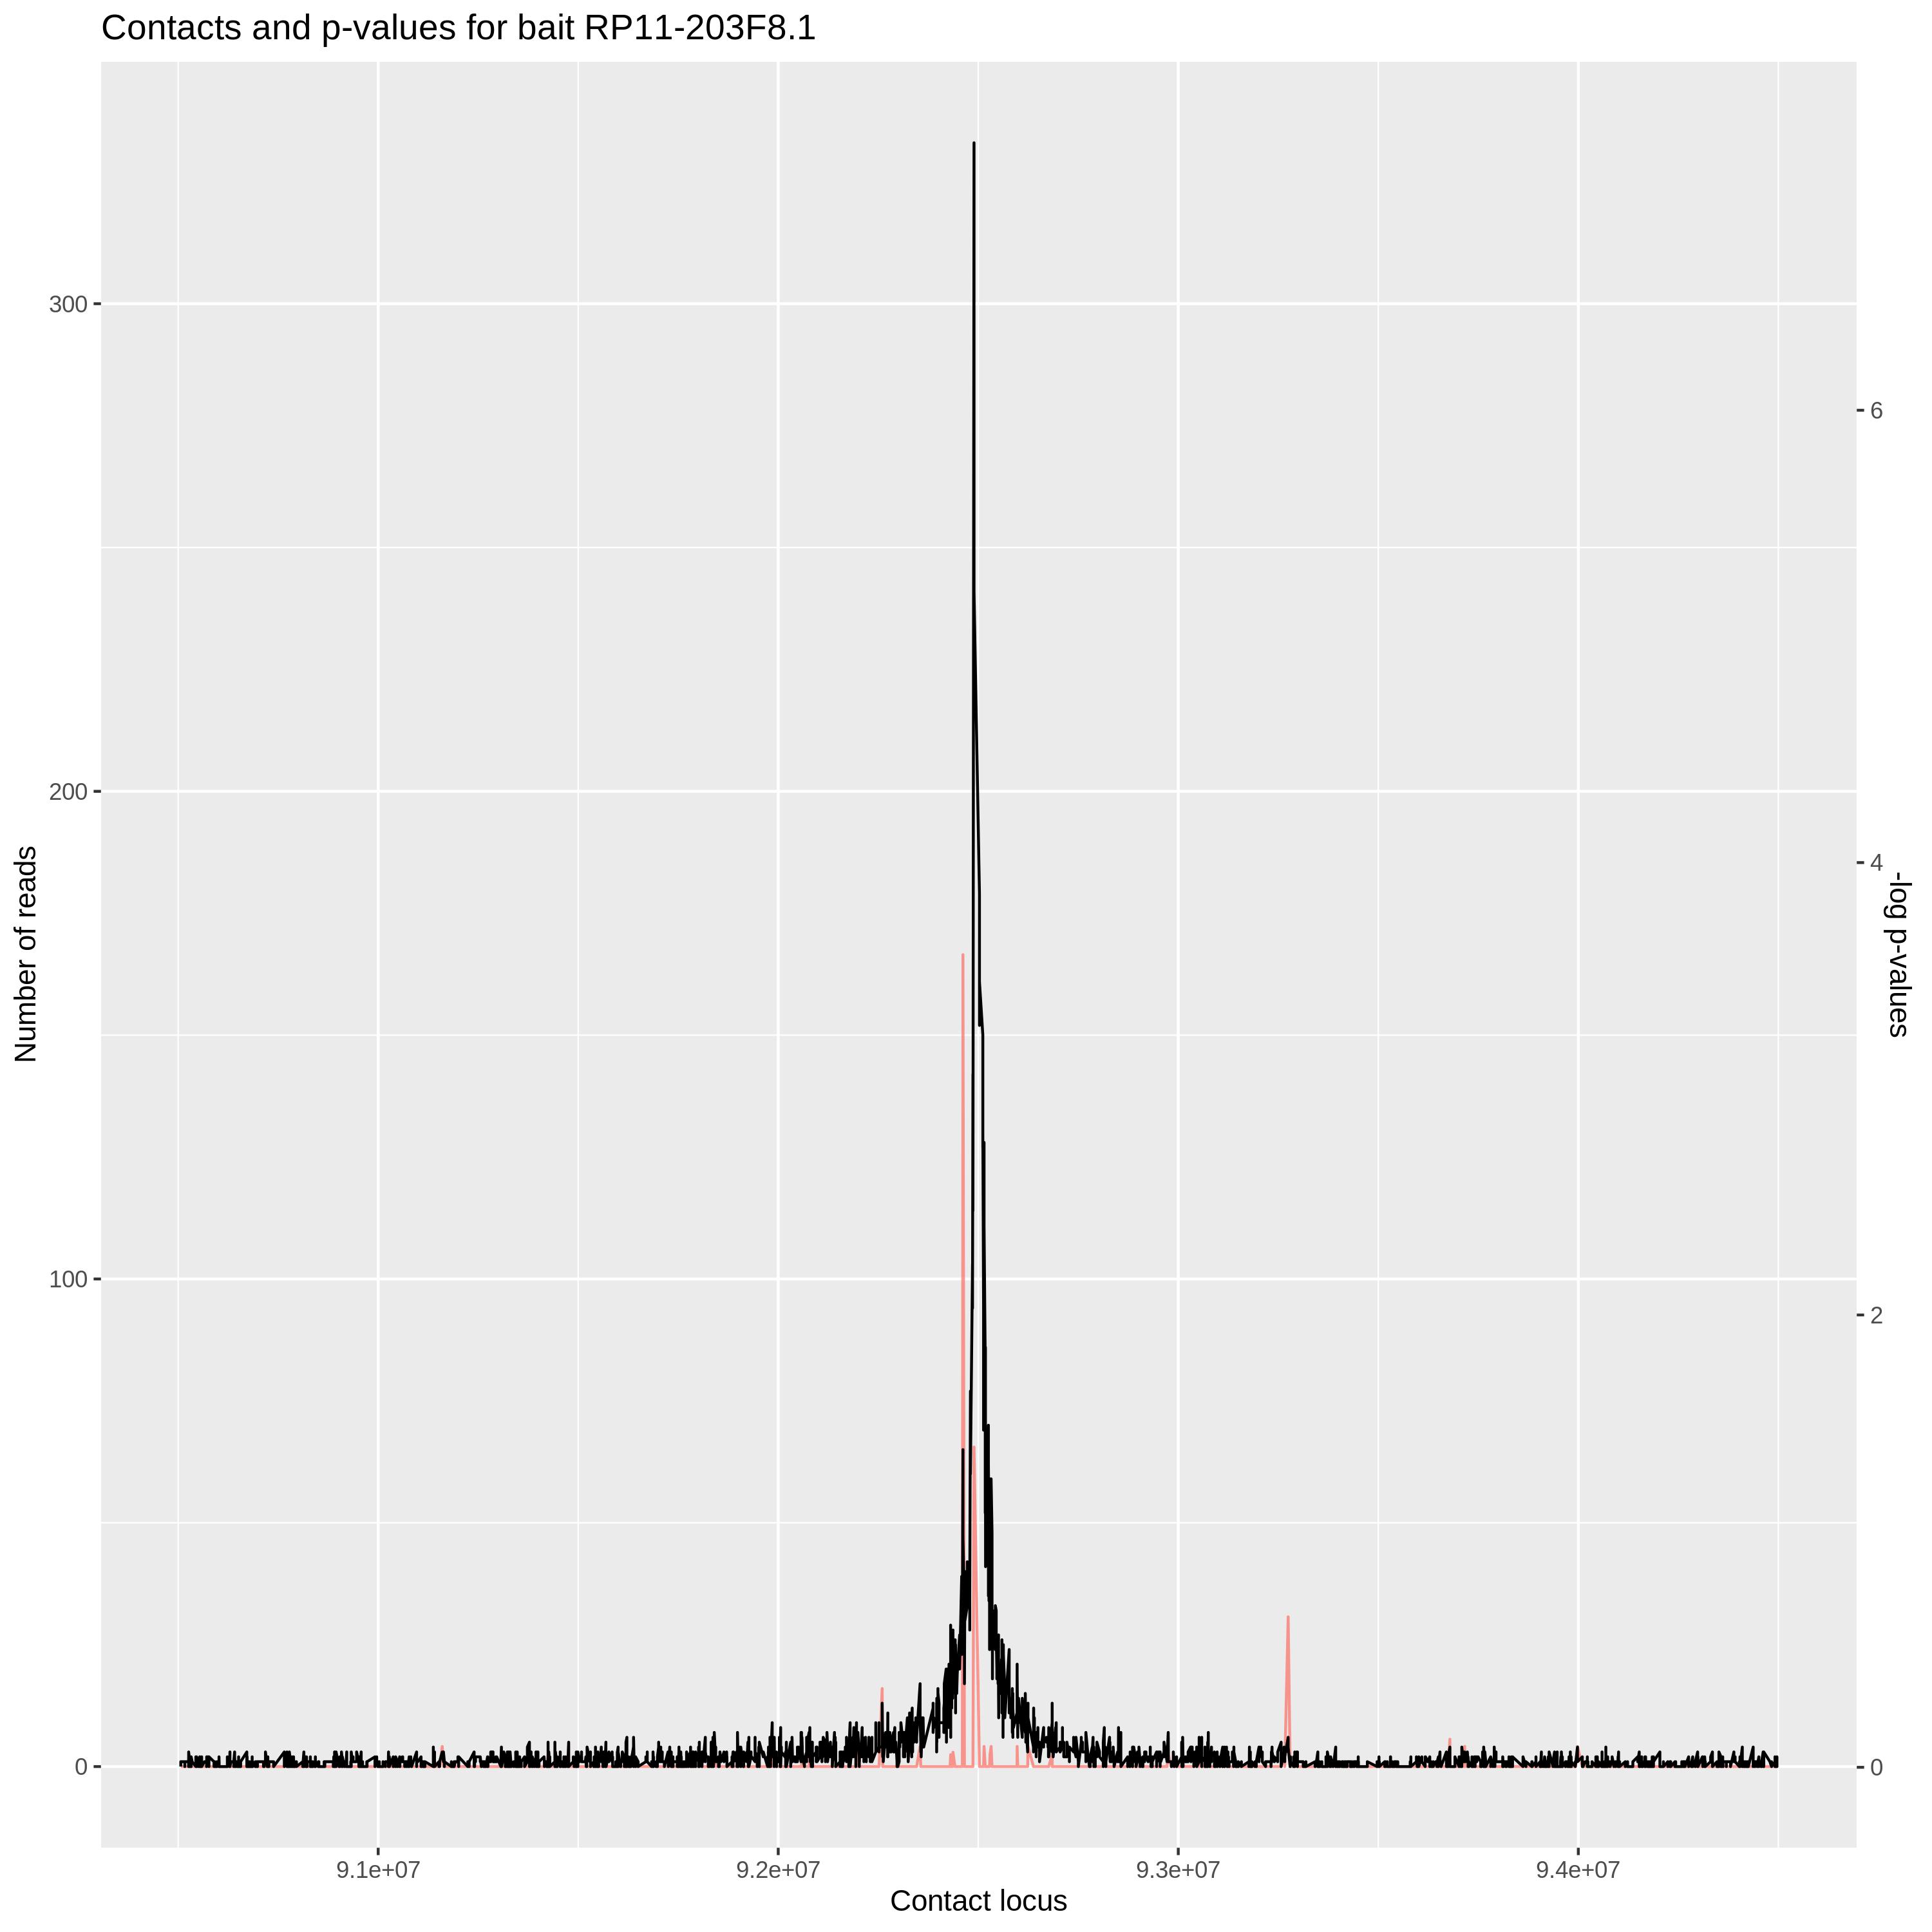 Contacts and p-values for bait RP11-203F8.1
300
200
100
0
Number of reads
6
4
2
0
-log p-values
9.1e+07
9.2e+07
9.3e+07
9.4e+07
Contact locus